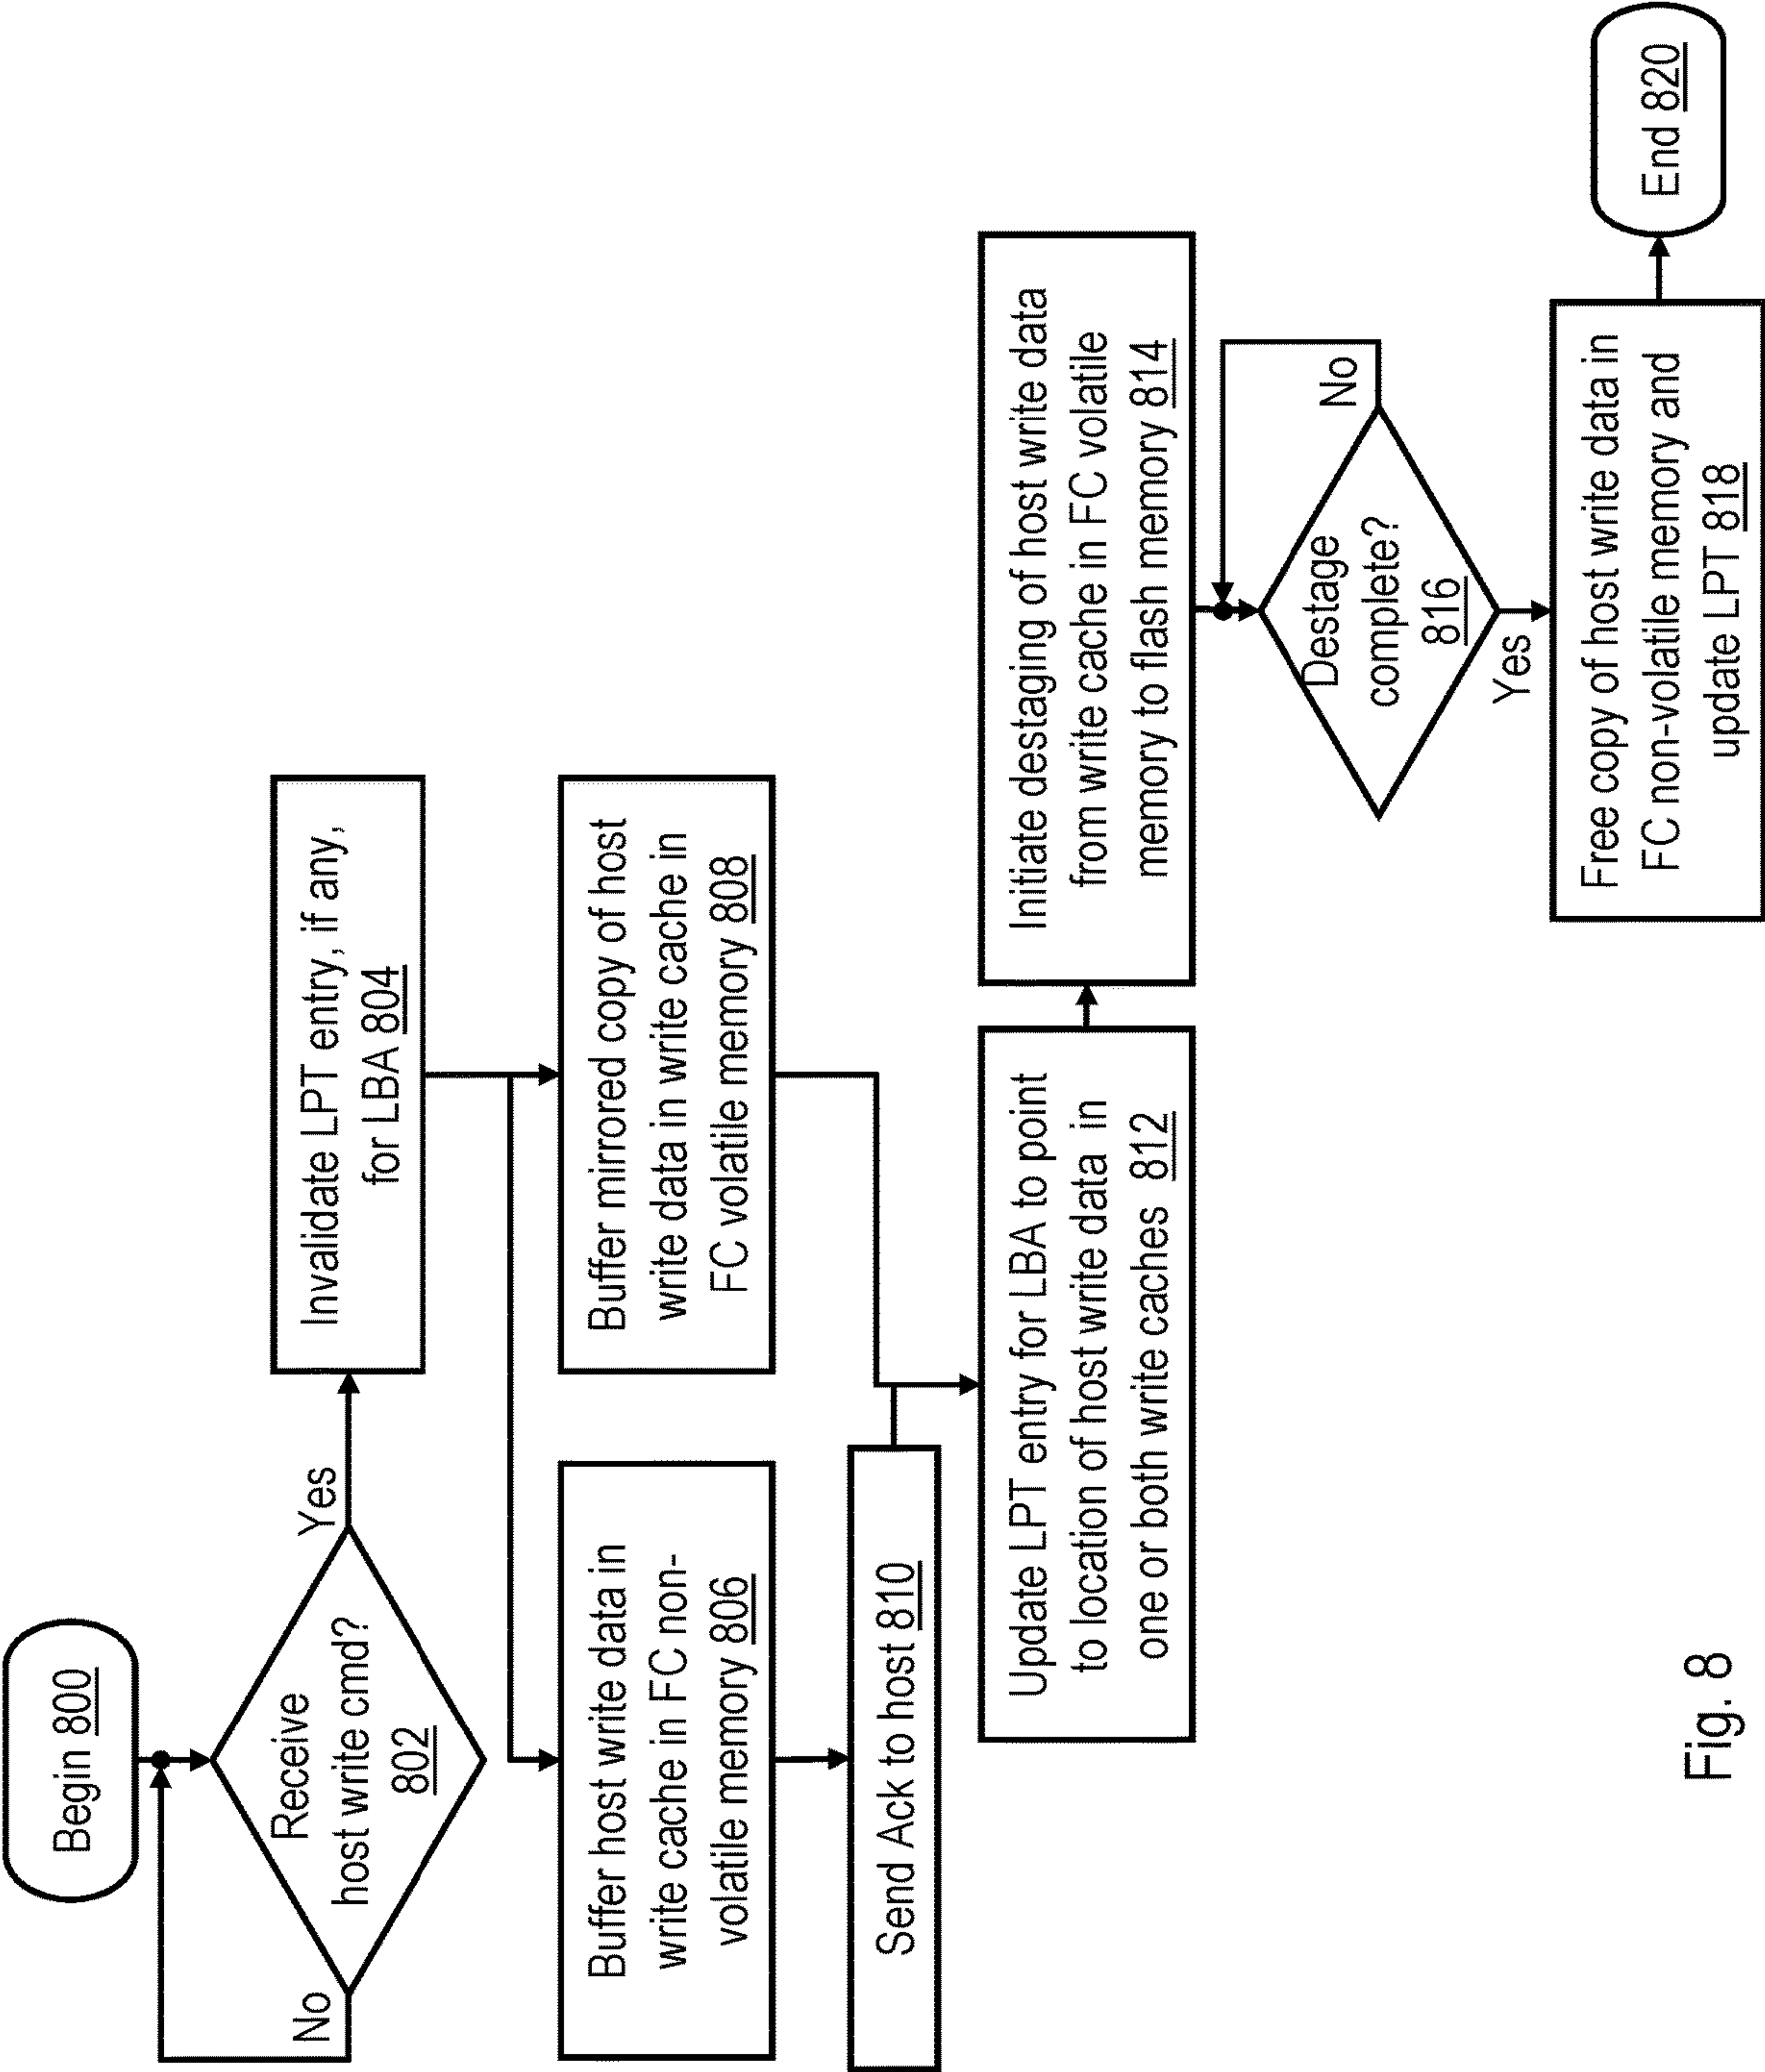 Begin 800
Receive
host write cmd?
802
No
Yes
Invalidate LPT entry, if any,
for LBA 804
Buffer host write data in
write cache in FC non-
volatile memory 806
Buffer mirrored copy of host
write data in write cache in
FC volatile memory 808
Send Ack to host 810
Update LPT entry for LBA to point
to location of host write data in
one or both write caches 812
Initiate destaging of host write data
from write cache in FC volatile
memory to flash memory 814
Destage
complete?
816
No
Yes
Free copy of host write data in
FC non-volatile memory and
update LPT 818
End 820
Fig. 8